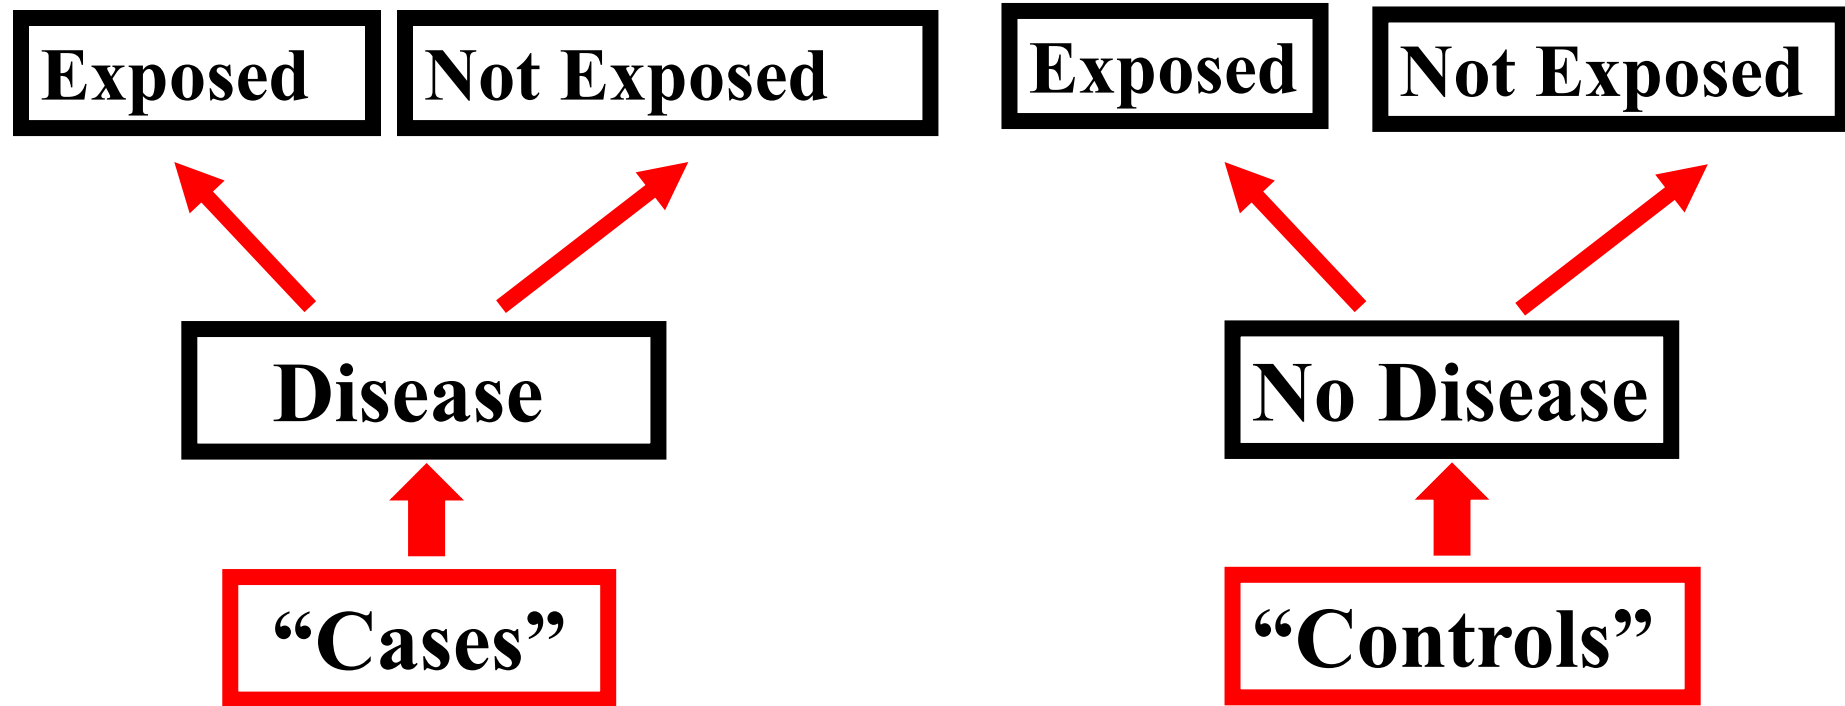 Exposed
Not Exposed
Exposed
Not Exposed
Disease
No Disease
“Cases”
“Controls”